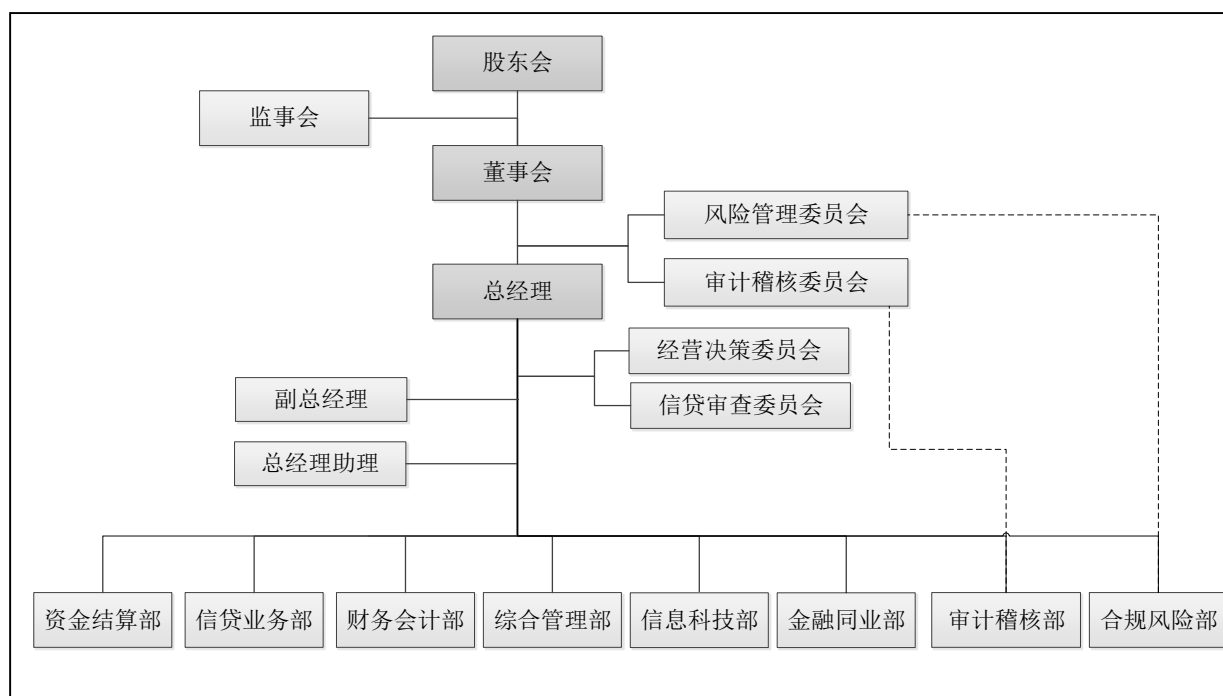 股东会
监事会
董事会
风险管理委员会
审计稽核委员会
总经理
经营决策委员会
信贷审查委员会
副总经理
总经理助理
资金结算部
信贷业务部
财务会计部
综合管理部
信息科技部
金融同业部
审计稽核部
合规风险部